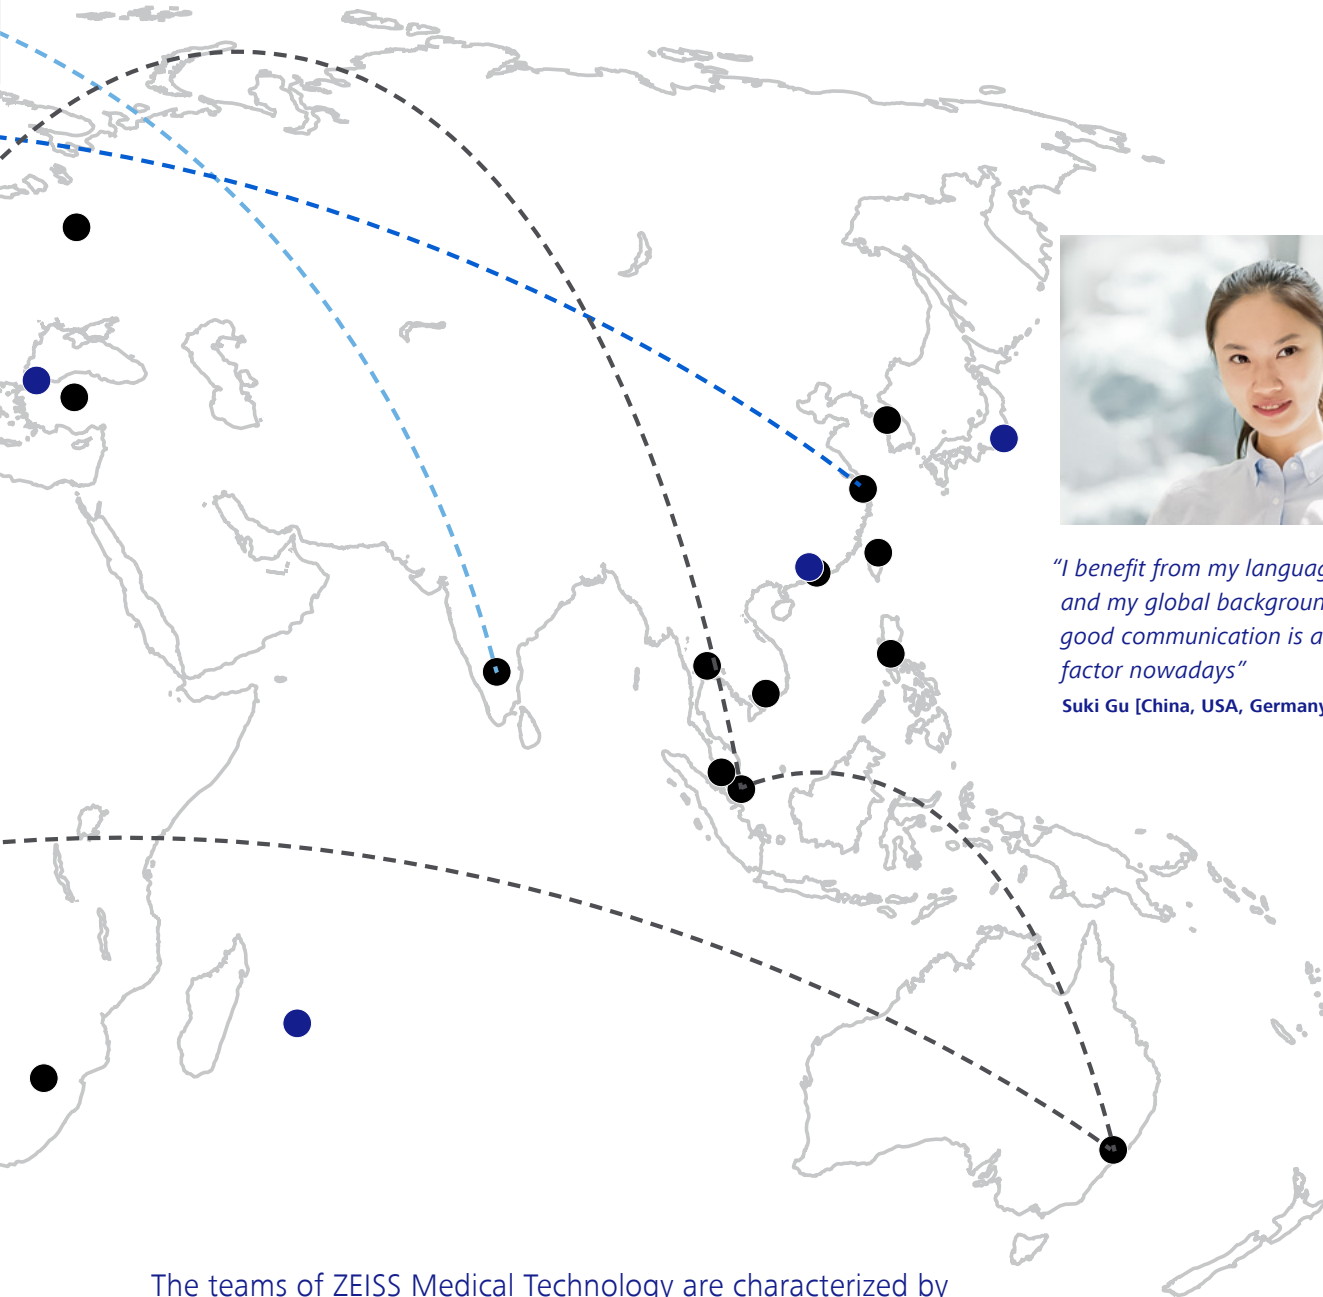 “I benefit from my languag
and my global backgroun
good communication is a
factor nowadays”
Suki Gu [China, USA, Germany
The teams of ZEISS Medical Technology are characterized by